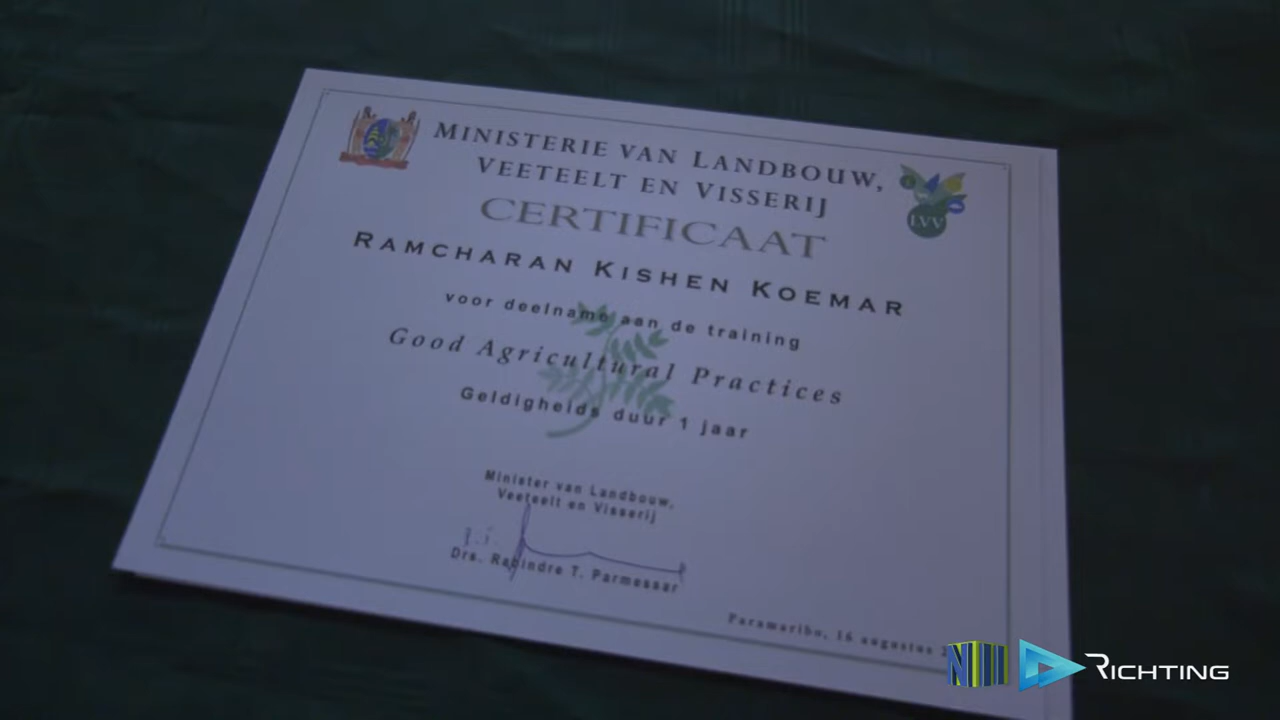 MINISTERIE VAN LANDBOUW,
VEETEELT EN VISSERIJ
LVV
CERTIFICAAT
RAMCHARAN KISHEN KOEMAR
voor deelname aan de training
Good Agricultural Practices
Geldigheids duur 1 jaar
Minister van Landbouw,
Veeteelt en Visserij
Drs. Rabindre T. Parmessar
Paramaribo, 16 augustus
RICHTING